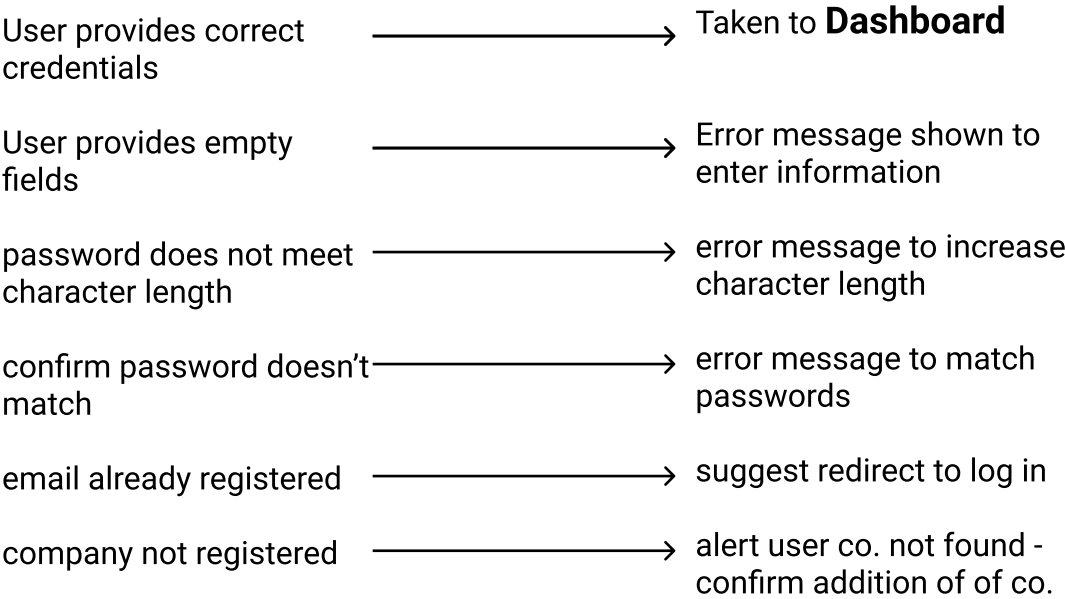 User provides correct
credentials
Taken to Dashboard
User provides empty
fields
Error message shown to
enter information
password does not meet
character length
error message to increase
character length
confirm password doesn’t
match
error message to match
passwords
email already registered
suggest redirect to log in
company not registered
alert user co. not found -
confirm addition of of co.